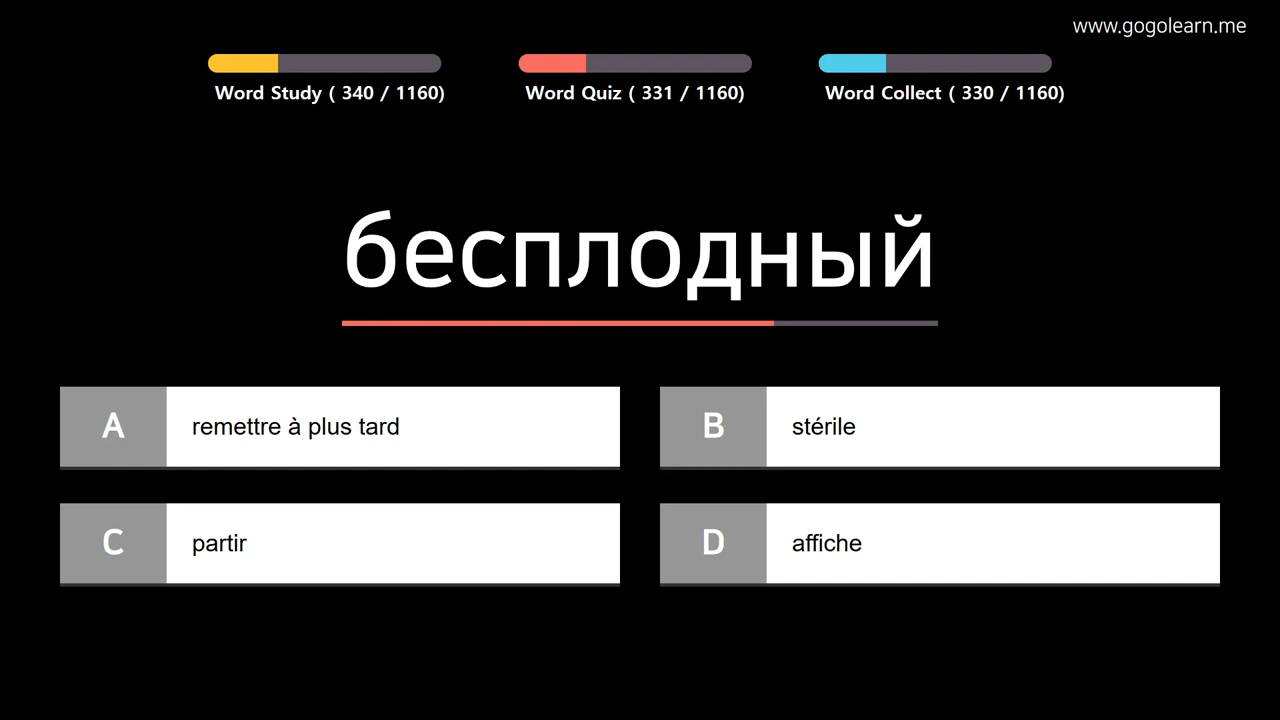 www.gogolearn.me
Word Study ( 340 / 1160)
Word Quiz ( 331 / 1160)
Word Collect ( 330 / 1160)
бесплодный
A remettre à plus tard
B stérile
C partir
D affiche